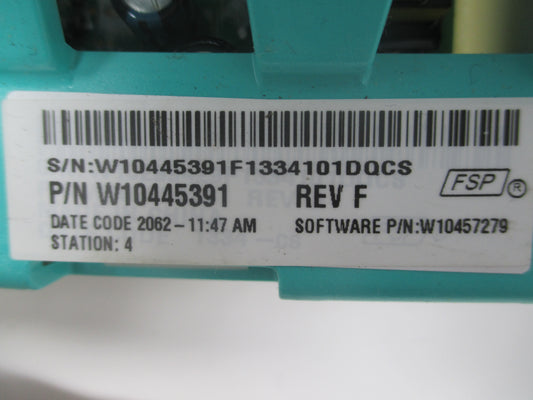 S/N:W10445391F1334101DQCS
P/N W10445391 REV F
FSP®
DATE CODE 2062-11:47 AM SOFTWARE P/N:W10457279
STATION: 4